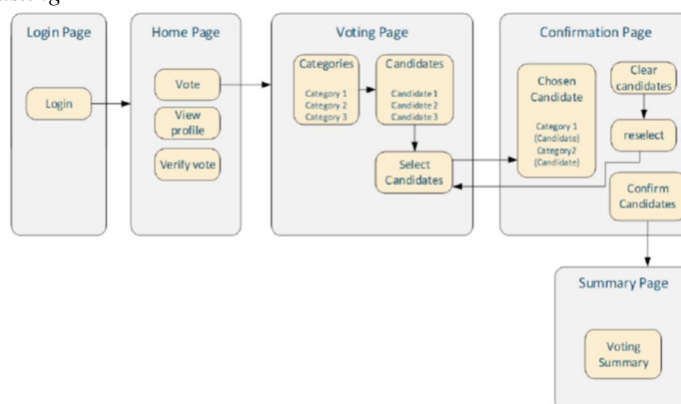 Login Page
Login
Home Page
Vote
View
profile
Verify vote
Voting Page
Categories
Category 1
Category 2
Category 3
Candidates
Candidate 1
Candidate 2
Candidate 3
Select
Candidates
Confirmation Page
Chosen
Candidate
Category 1
(Candidate)
Category2
(Candidate)
Clear
candidates
reselect
Confirm
Candidates
Summary Page
Voting
Summary